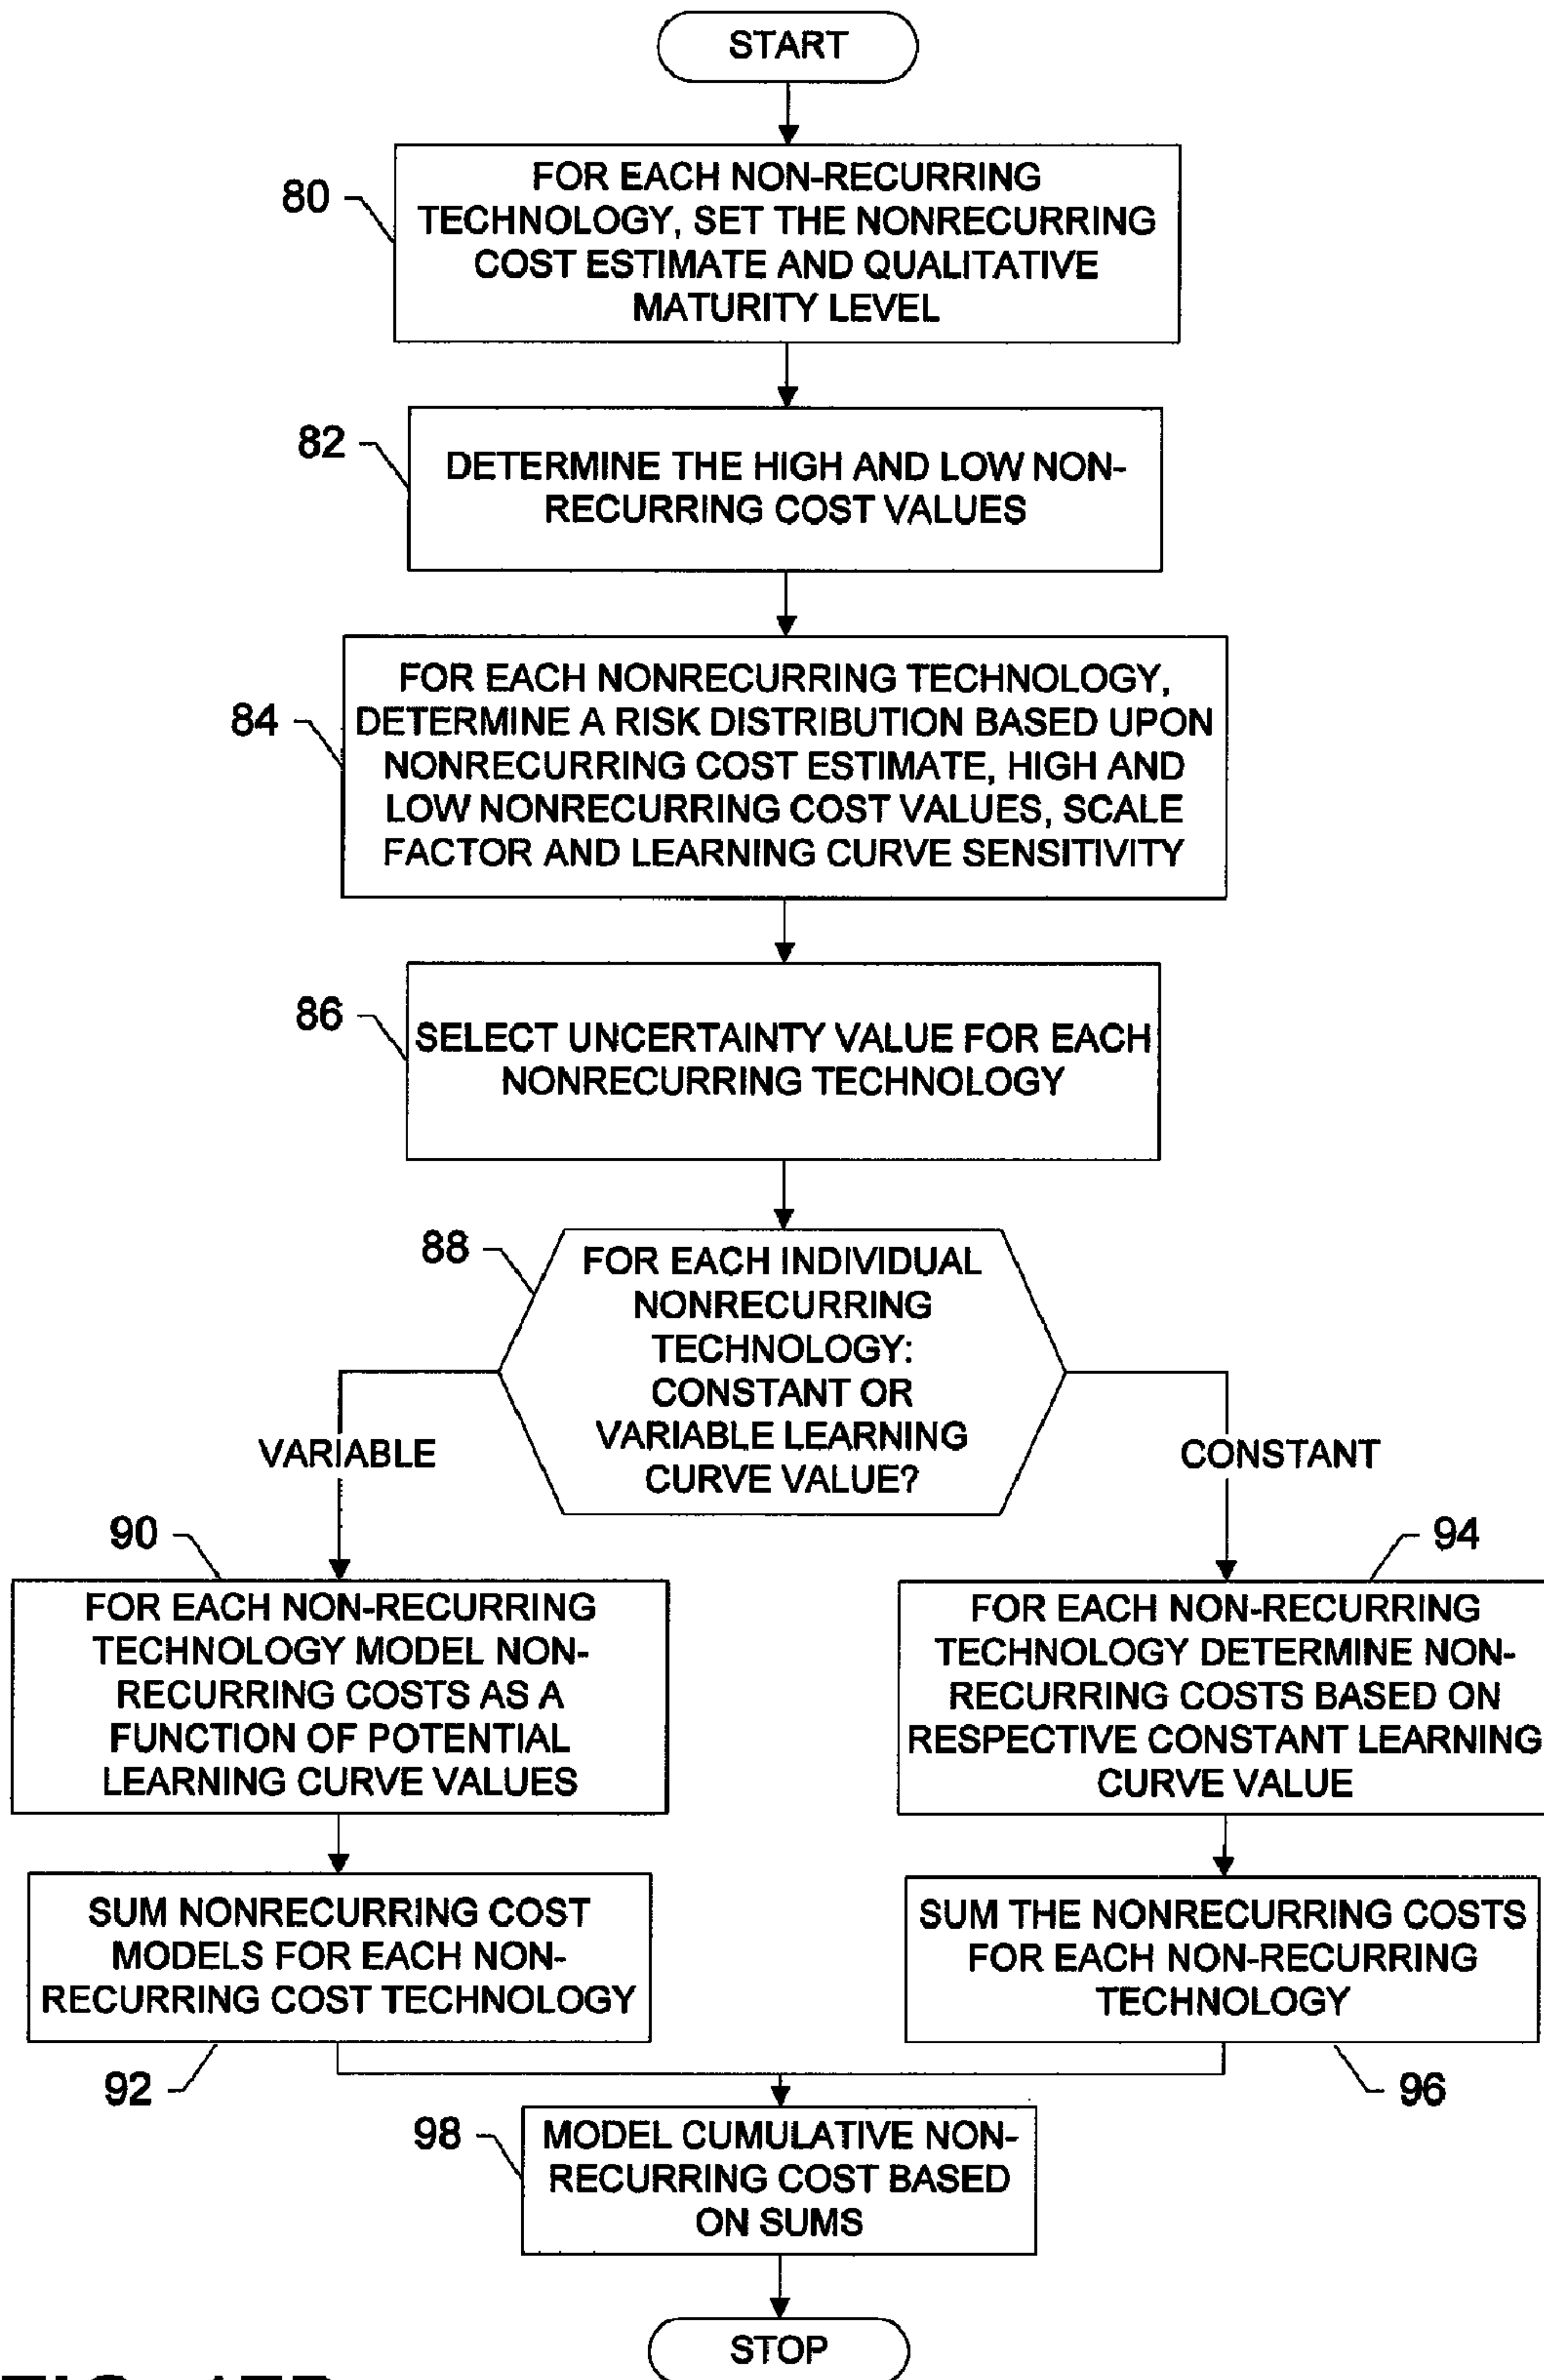 START
80
FOR EACH NON-RECURRING
TECHNOLOGY, SET THE NONRECURRING
COST ESTIMATE AND QUALITATIVE
MATURITY LEVEL
82
DETERMINE THE HIGH AND LOW NON-
RECURRING COST VALUES
84
FOR EACH NONRECURRING TECHNOLOGY,
DETERMINE A RISK DISTRIBUTION BASED UPON
NONRECURRING COST ESTIMATE, HIGH AND
LOW NONRECURRING COST VALUES, SCALE
FACTOR AND LEARNING CURVE SENSITIVITY
86
SELECT UNCERTAINTY VALUE FOR EACH
NONRECURRING TECHNOLOGY
88
FOR EACH INDIVIDUAL
NONRECURRING
TECHNOLOGY:
CONSTANT OR
VARIABLE LEARNING
CURVE VALUE?
VARIABLE
CONSTANT
90
FOR EACH NON-RECURRING
TECHNOLOGY MODEL NON-
RECURRING COSTS AS A
FUNCTION OF POTENTIAL
LEARNING CURVE VALUES
94
FOR EACH NON-RECURRING
TECHNOLOGY DETERMINE NON-
RECURRING COSTS BASED ON
RESPECTIVE CONSTANT LEARNING
CURVE VALUE
SUM NONRECURRING COST
MODELS FOR EACH NON-
RECURRING COST TECHNOLOGY
92
SUM THE NONRECURRING COSTS
FOR EACH NON-RECURRING
TECHNOLOGY
96
98
MODEL CUMULATIVE NON-
RECURRING COST BASED
ON SUMS
STOP